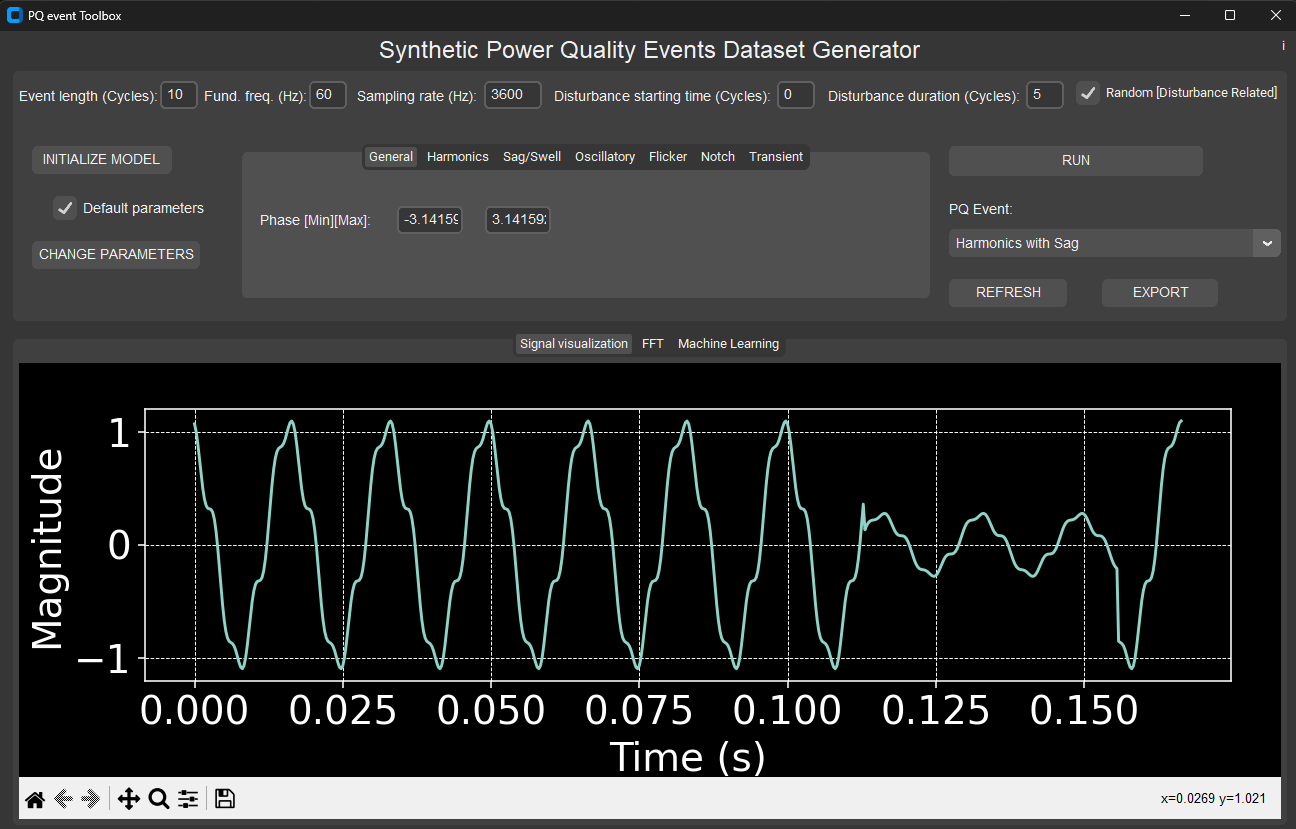 PQ event Toolbox
Synthetic Power Quality Events Dataset Generator
i
Event length (Cycles): 10 Fund. freq. (Hz): 60 Sampling rate (Hz): 3600 Disturbance starting time (Cycles): 0 Disturbance duration (Cycles): 5 Random [Disturbance Related]
INITIALIZE MODEL
General Harmonics Sag/Swell Oscillatory Flicker Notch Transient
RUN
Default parameters
Phase [Min][Max]: -3.14159 3.14159
PQ Event:
CHANGE PARAMETERS
Harmonics with Sag
REFRESH EXPORT
Signal visualization FFT Machine Learning
Magnitude
1
0
−1
0.000 0.025 0.050 0.075 0.100 0.125 0.150
Time (s)
x=0.0269 y=1.021